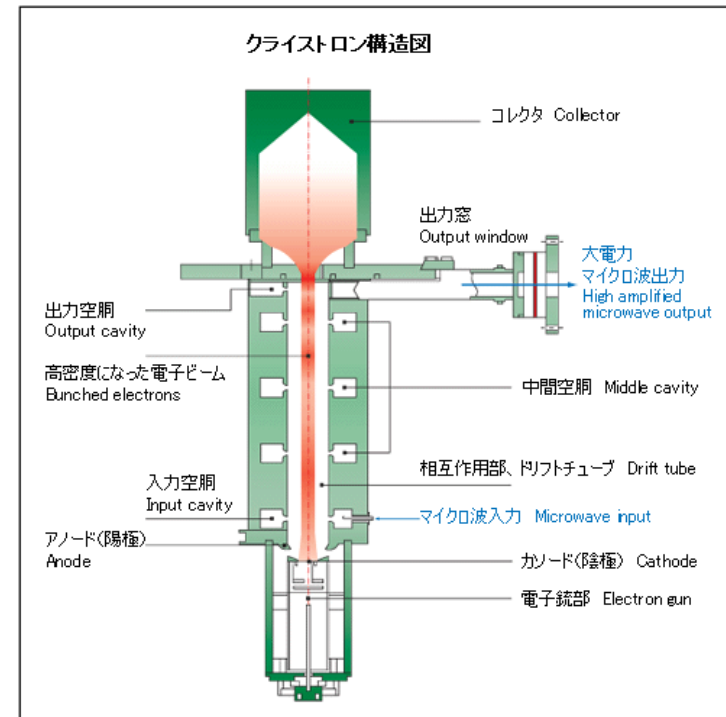 クライストロン構造図
コレクタ Collector
出力窓
Output window
大電力
マイクロ波出力
High amplified
microwave output
出力空胴
Output cavity
高密度になった電子ビーム
Bunched electrons
中間空胴 Middle cavity
相互作用部、ドリフトチューブ Drift tube
入力空胴
Input cavity
マイクロ波入力 Microwave input
アノード(陽極)
Anode
カソード(陰極) Cathode
電子銃部 Electron gun